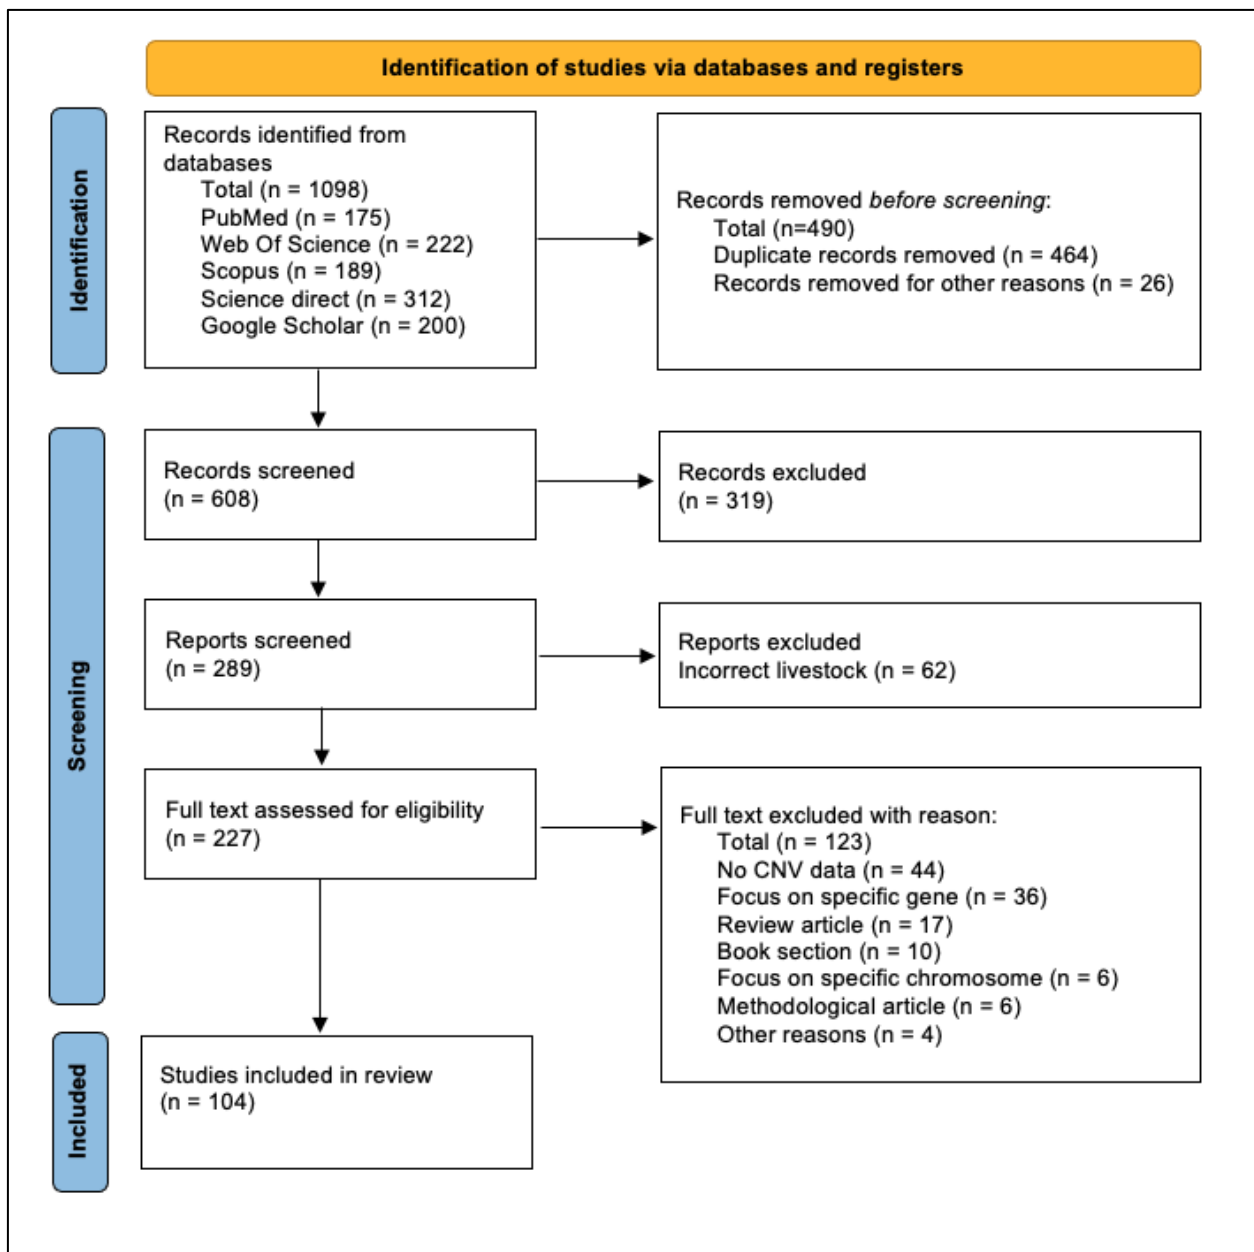 Identification of studies via databases and registers
Identification
Records identified from
databases
Total (n = 1098)
PubMed (n = 175)
Web Of Science (n = 222)
Scopus (n = 189)
Science direct (n = 312)
Google Scholar (n = 200)
Records removed before screening:
Total (n=490)
Duplicate records removed (n = 464)
Records removed for other reasons (n = 26)
Screening
Records screened
(n = 608)
Records excluded
(n = 319)
Reports screened
(n = 289)
Reports excluded
Incorrect livestock (n = 62)
Full text assessed for eligibility
(n = 227)
Full text excluded with reason:
Total (n = 123)
No CNV data (n = 44)
Focus on specific gene (n = 36)
Review article (n = 17)
Book section (n = 10)
Focus on specific chromosome (n = 6)
Methodological article (n = 6)
Other reasons (n = 4)
Included
Studies included in review
(n = 104)